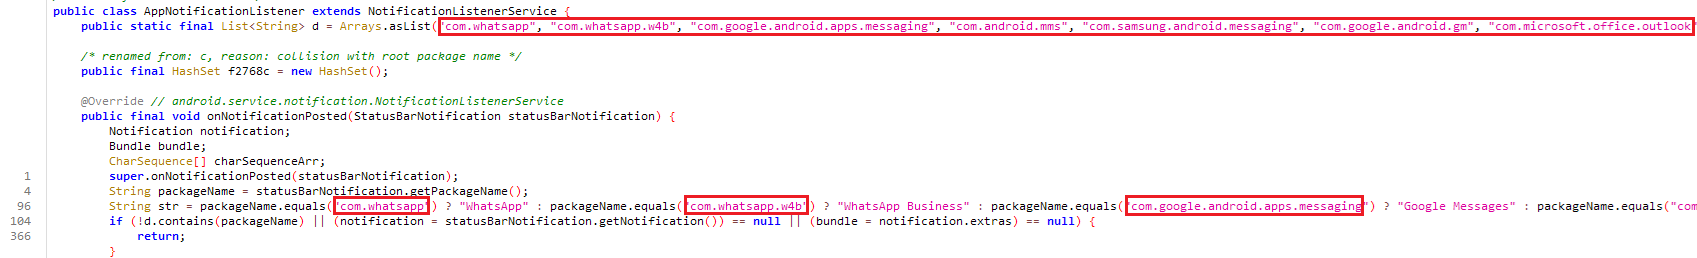 public class AppNotificationListener extends NotificationListenerService {
public static final List<String> d = Arrays.asList("com.whatsapp", "com.whatsapp.w4b", "com.google.android.apps.messaging", "com.android.mms", "com.samsung.android.messaging", "com.google.android.gm", "com.microsoft.office.outlook"
/* renamed from: c, reason: collision with root package name */
public final HashSet f2768c = new HashSet();
@Override // android.service.notification.NotificationListenerService
public final void onNotificationPosted(StatusBarNotification statusBarNotification) {
Notification notification;
Bundle bundle;
CharSequence[] charSequenceArr;
1 super.onNotificationPosted(statusBarNotification);
4 String packageName = statusBarNotification.getPackageName();
96 String str = packageName.equals("com.whatsapp") ? "WhatsApp" : packageName.equals("com.whatsapp.w4b") ? "WhatsApp Business" : packageName.equals("com.google.android.apps.messaging") ? "Google Messages" : packageName.equals("com
104 if (!d.contains(packageName) || (notification = statusBarNotification.getNotification()) == null || (bundle = notification.extras) == null) {
366 return;
}